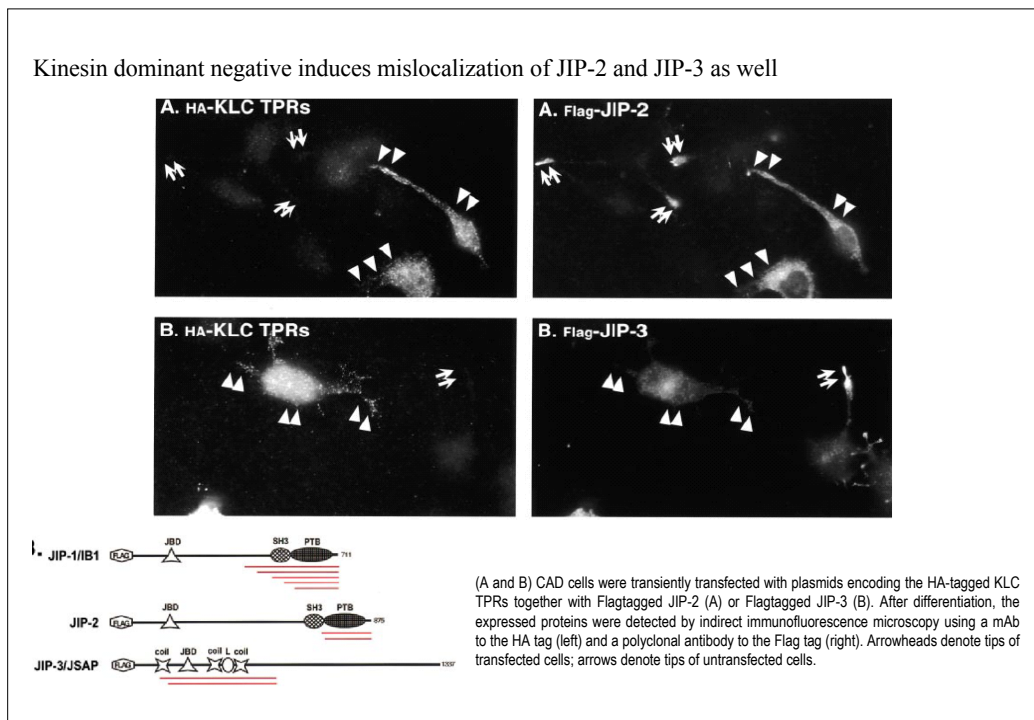 Kinesin dominant negative induces mislocalization of JIP-2 and JIP-3 as well
A. HA-KLC TPRs
A. Flag-JIP-2
B. HA-KLC TPRs
B. Flag-JIP-3
JIP-1/IB1
FLAG
JBD
SH3
PTB
711
JIP-2
FLAG
JBD
SH3
PTB
875
JIP-3/JSAP
FLAG
coil
JBD
coil
L
coil
1337
(A and B) CAD cells were transiently transfected with plasmids encoding the HA-tagged KLC
TPRs together with Flagtagged JIP-2 (A) or Flagtagged JIP-3 (B). After differentiation, the
expressed proteins were detected by indirect immunofluorescence microscopy using a mAb
to the HA tag (left) and a polyclonal antibody to the Flag tag (right). Arrowheads denote tips of
transfected cells; arrows denote tips of untransfected cells.